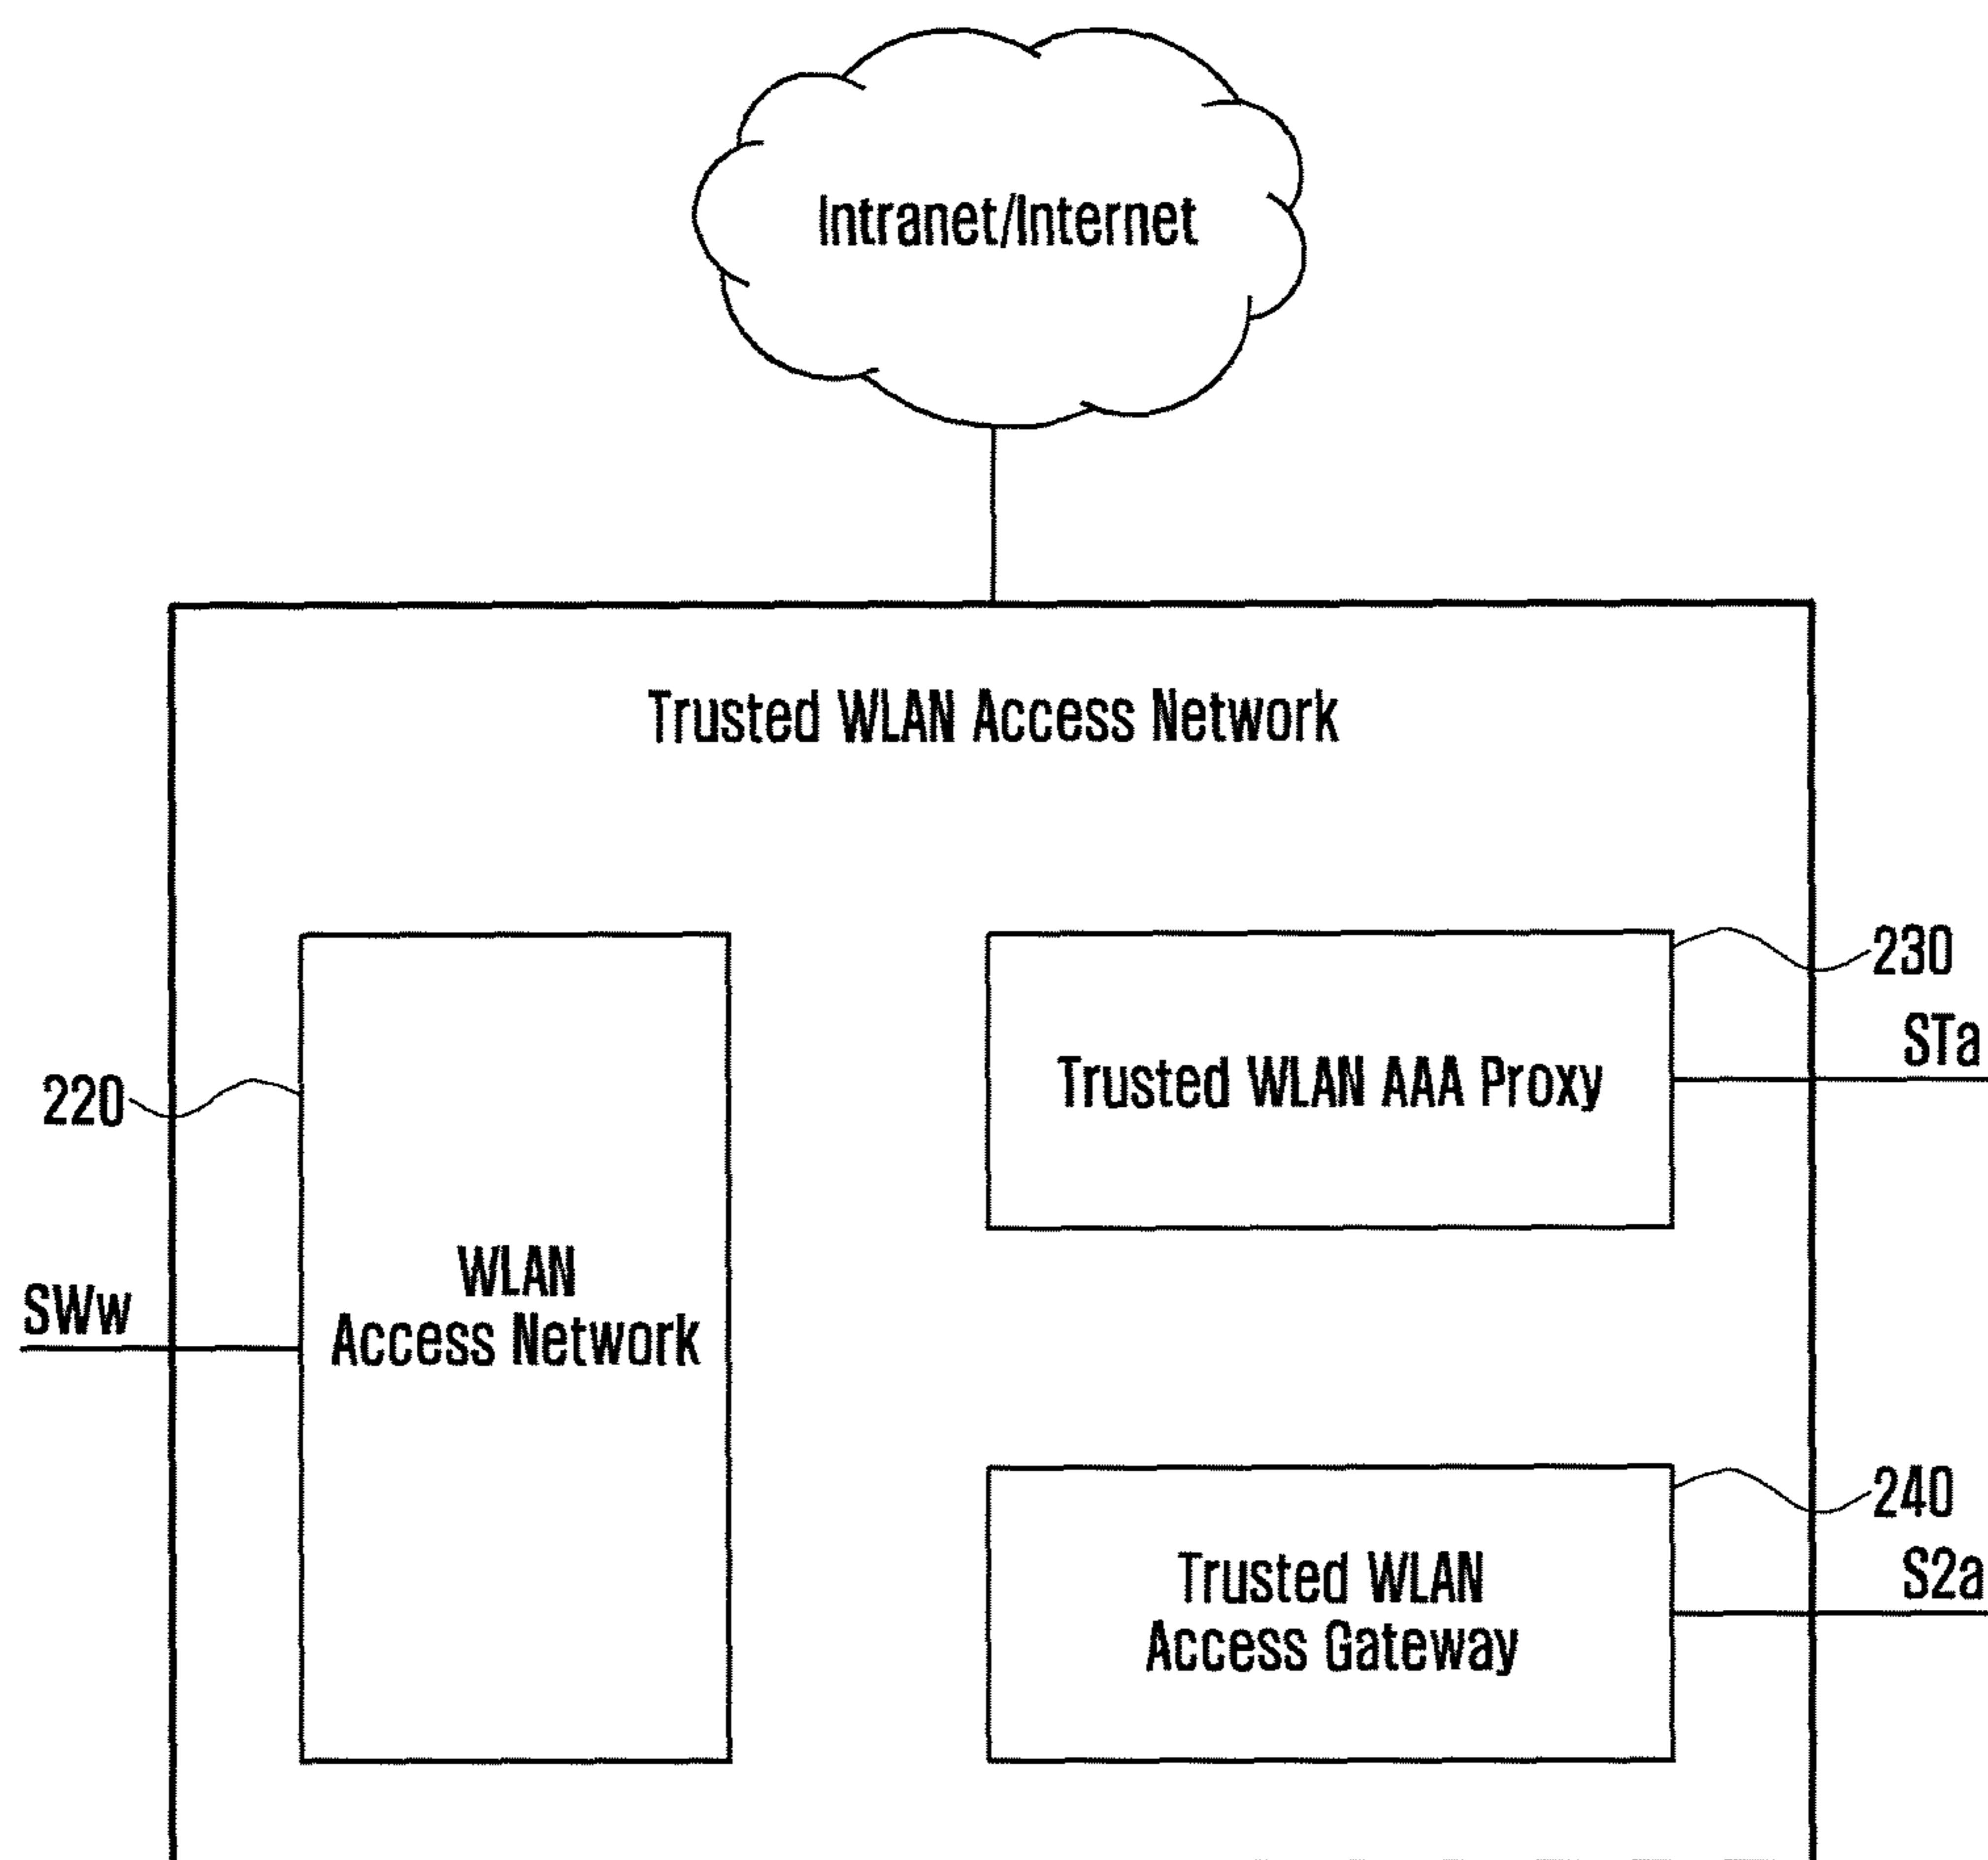 Intranet/Internet
Trusted WLAN Access Network
230
STa
Trusted WLAN AAA Proxy
220
WLAN
Access Network
SWw
240
S2a
Trusted WLAN
Access Gateway